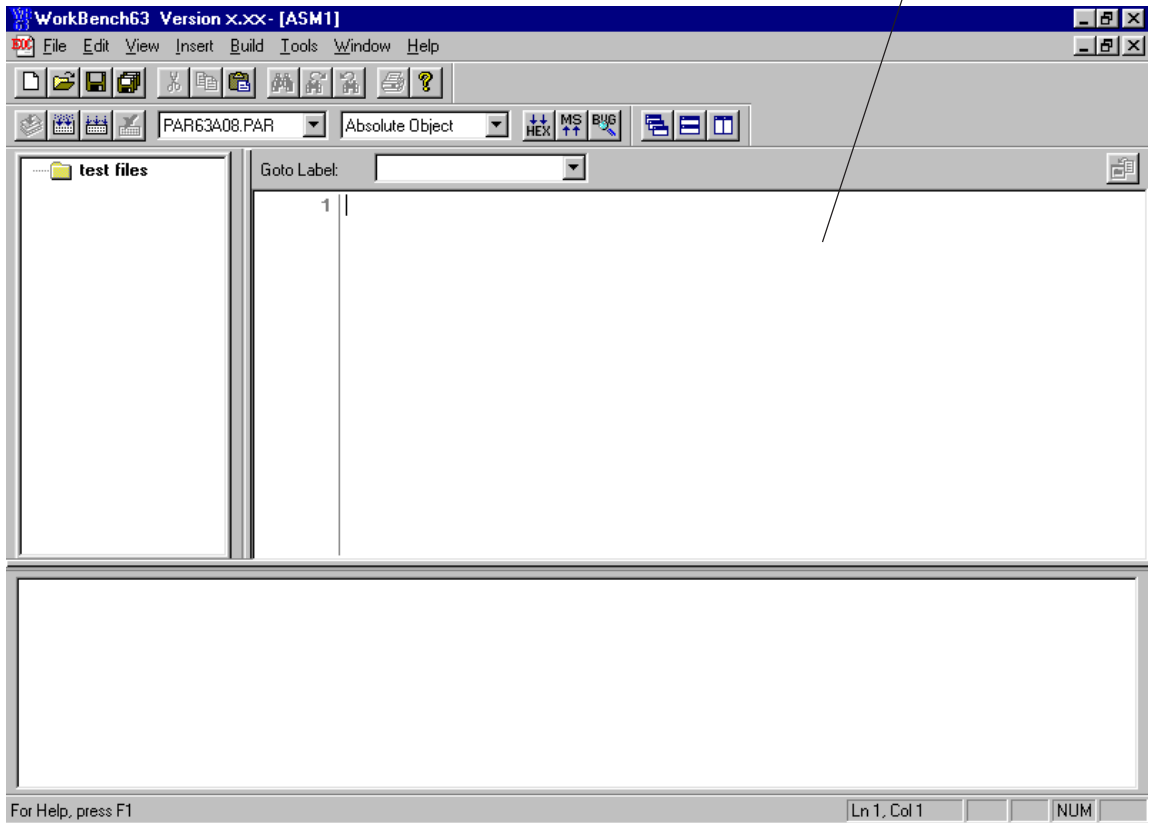 WorkBench63 Version x.xx- [ASM1]
File Edit View Insert Build Tools Window Help
PAR63A08.PAR Absolute Object HEX MS BUG
test files
Goto Label:
1
For Help, press F1 Ln 1, Col 1 NUM